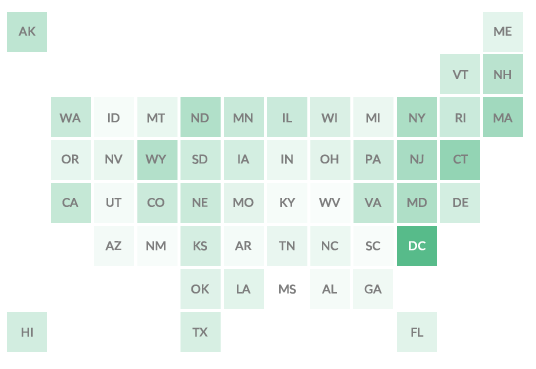 AK ME
VT NH
WA ID MT ND MN IL WI MI NY RI MA
OR NV WY SD IA IN OH PA NJ CT
CA UT CO NE MO KY WV VA MD DE
AZ NM KS AR TN NC SC DC
OK LA MS AL GA
HI TX FL